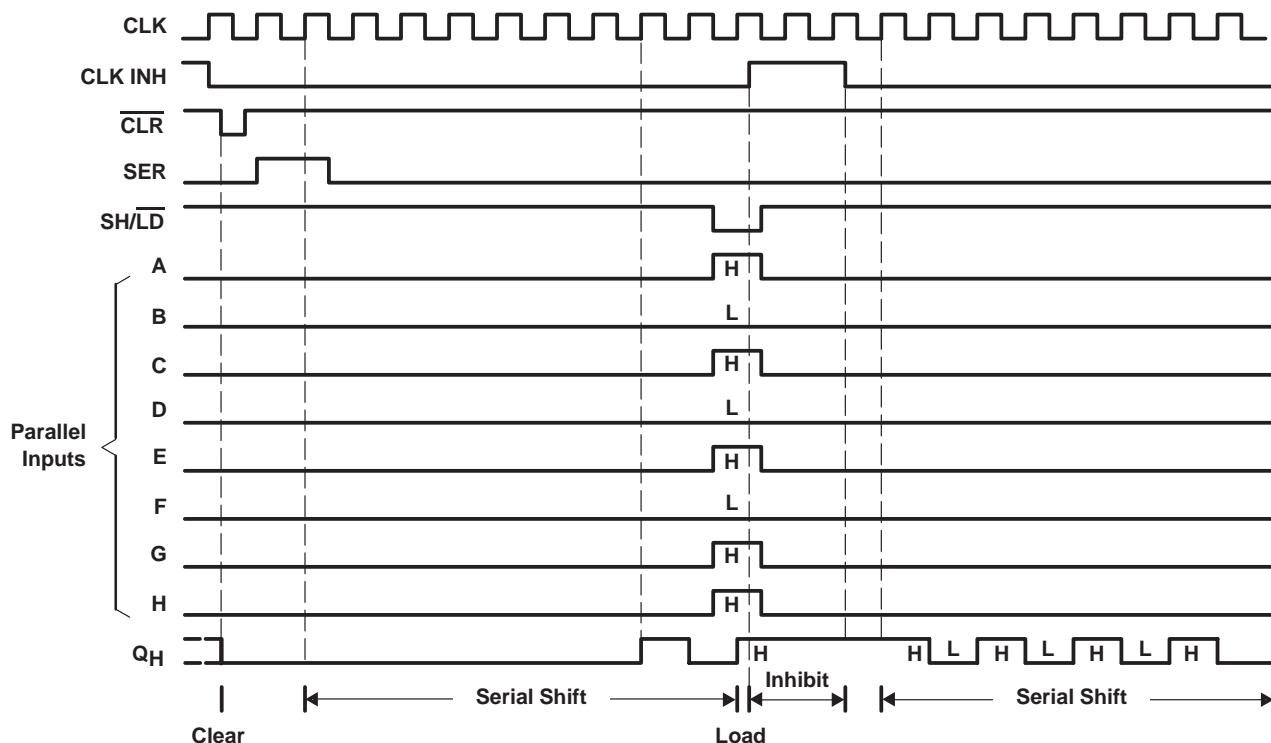 CLK
CLK INH
CLR
SER
SH/LD
A
H
B
L
C
H
D
L
Parallel
Inputs
E
H
F
L
G
H
H
H
QH
H
H
L
H
L
H
L
H
Serial Shift
Inhibit
Serial Shift
Clear
Load